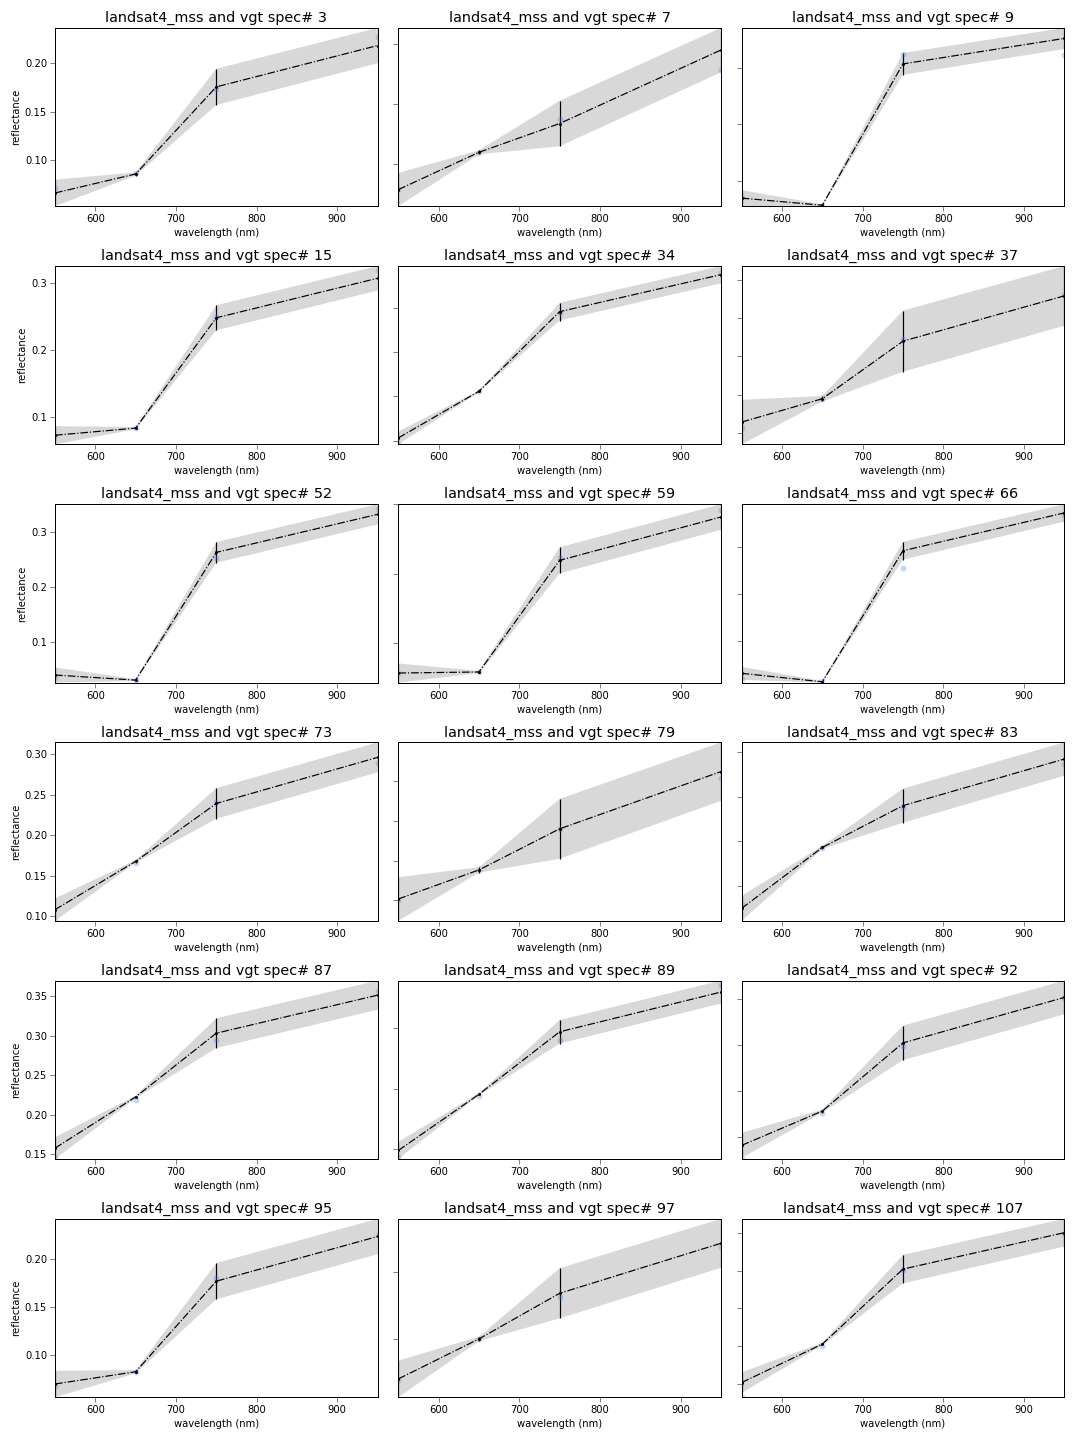 landsat4_mss and vgt spec# 3
landsat4_mss and vgt spec# 7
landsat4_mss and vgt spec# 9
0.20
0.15
0.10
reflectance
600 700 800 900
600 700 800 900
600 700 800 900
wavelength (nm)
wavelength (nm)
wavelength (nm)
landsat4_mss and vgt spec# 15
landsat4_mss and vgt spec# 34
landsat4_mss and vgt spec# 37
0.3
0.2
0.1
reflectance
600 700 800 900
600 700 800 900
600 700 800 900
wavelength (nm)
wavelength (nm)
wavelength (nm)
landsat4_mss and vgt spec# 52
landsat4_mss and vgt spec# 59
landsat4_mss and vgt spec# 66
0.3
0.2
0.1
reflectance
600 700 800 900
600 700 800 900
600 700 800 900
wavelength (nm)
wavelength (nm)
wavelength (nm)
landsat4_mss and vgt spec# 73
landsat4_mss and vgt spec# 79
landsat4_mss and vgt spec# 83
0.30
0.25
0.20
0.15
0.10
reflectance
600 700 800 900
600 700 800 900
600 700 800 900
wavelength (nm)
wavelength (nm)
wavelength (nm)
landsat4_mss and vgt spec# 87
landsat4_mss and vgt spec# 89
landsat4_mss and vgt spec# 92
0.35
0.30
0.25
0.20
0.15
reflectance
600 700 800 900
600 700 800 900
600 700 800 900
wavelength (nm)
wavelength (nm)
wavelength (nm)
landsat4_mss and vgt spec# 95
landsat4_mss and vgt spec# 97
landsat4_mss and vgt spec# 107
0.20
0.15
0.10
reflectance
600 700 800 900
600 700 800 900
600 700 800 900
wavelength (nm)
wavelength (nm)
wavelength (nm)